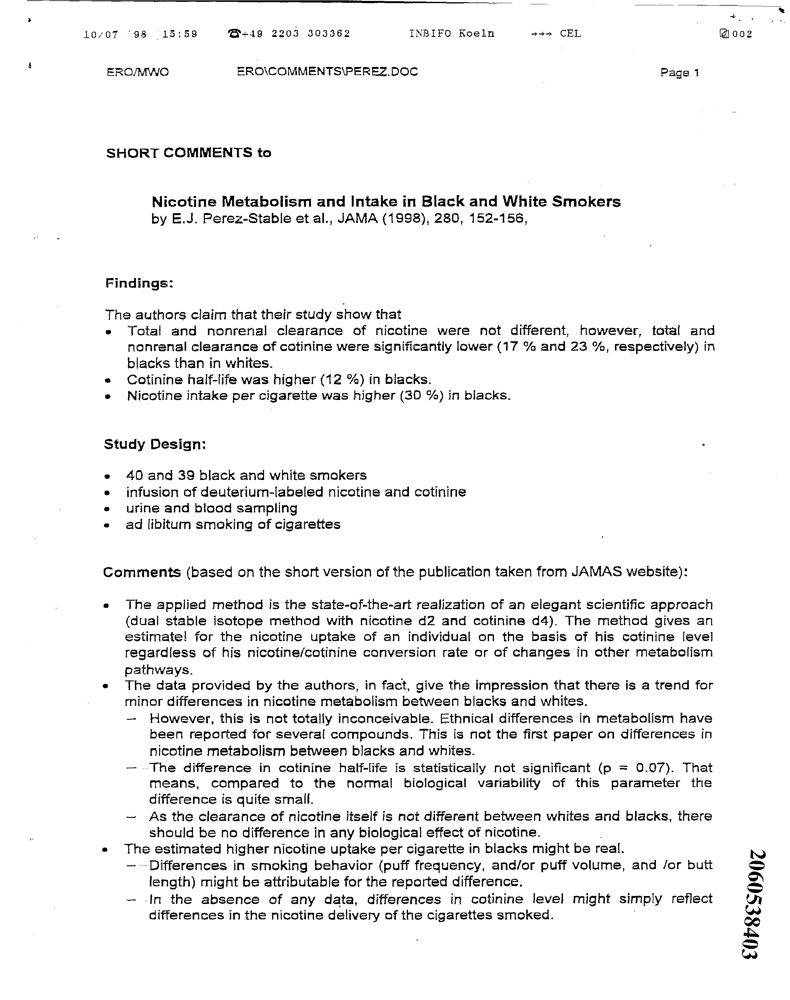 10/07 '98 15:59 ☎+49 2203 303362 INBIFO Koeln →→→ CEL 002
ERO/MWO ERO\COMMENTS\PEREZ.DOC Page 1
SHORT COMMENTS to
Nicotine Metabolism and Intake in Black and White Smokers
by E.J. Perez-Stable et al., JAMA (1998), 280, 152-156,
Findings:
The authors claim that their study show that
• Total and nonrenal clearance of nicotine were not different, however, total and
nonrenal clearance of cotinine were significantly lower (17 % and 23 %, respectively) in
blacks than in whites.
• Cotinine half-life was higher (12 %) in blacks.
• Nicotine intake per cigarette was higher (30 %) in blacks.
Study Design:
• 40 and 39 black and white smokers
• infusion of deuterium-labeled nicotine and cotinine
• urine and blood sampling
• ad libitum smoking of cigarettes
Comments (based on the short version of the publication taken from JAMAS website):
• The applied method is the state-of-the-art realization of an elegant scientific approach
(dual stable isotope method with nicotine d2 and cotinine d4). The method gives an
estimate! for the nicotine uptake of an individual on the basis of his cotinine level
regardless of his nicotine/cotinine conversion rate or of changes in other metabolism
pathways.
• The data provided by the authors, in fact, give the impression that there is a trend for
minor differences in nicotine metabolism between blacks and whites.
– However, this is not totally inconceivable. Ethnical differences in metabolism have
been reported for several compounds. This is not the first paper on differences in
nicotine metabolism between blacks and whites.
– The difference in cotinine half-life is statistically not significant (p = 0.07). That
means, compared to the normal biological variability of this parameter the
difference is quite small.
– As the clearance of nicotine itself is not different between whites and blacks, there
should be no difference in any biological effect of nicotine.
• The estimated higher nicotine uptake per cigarette in blacks might be real.
– Differences in smoking behavior (puff frequency, and/or puff volume, and /or butt
length) might be attributable for the reported difference.
– In the absence of any data, differences in cotinine level might simply reflect
differences in the nicotine delivery of the cigarettes smoked.
2060538403